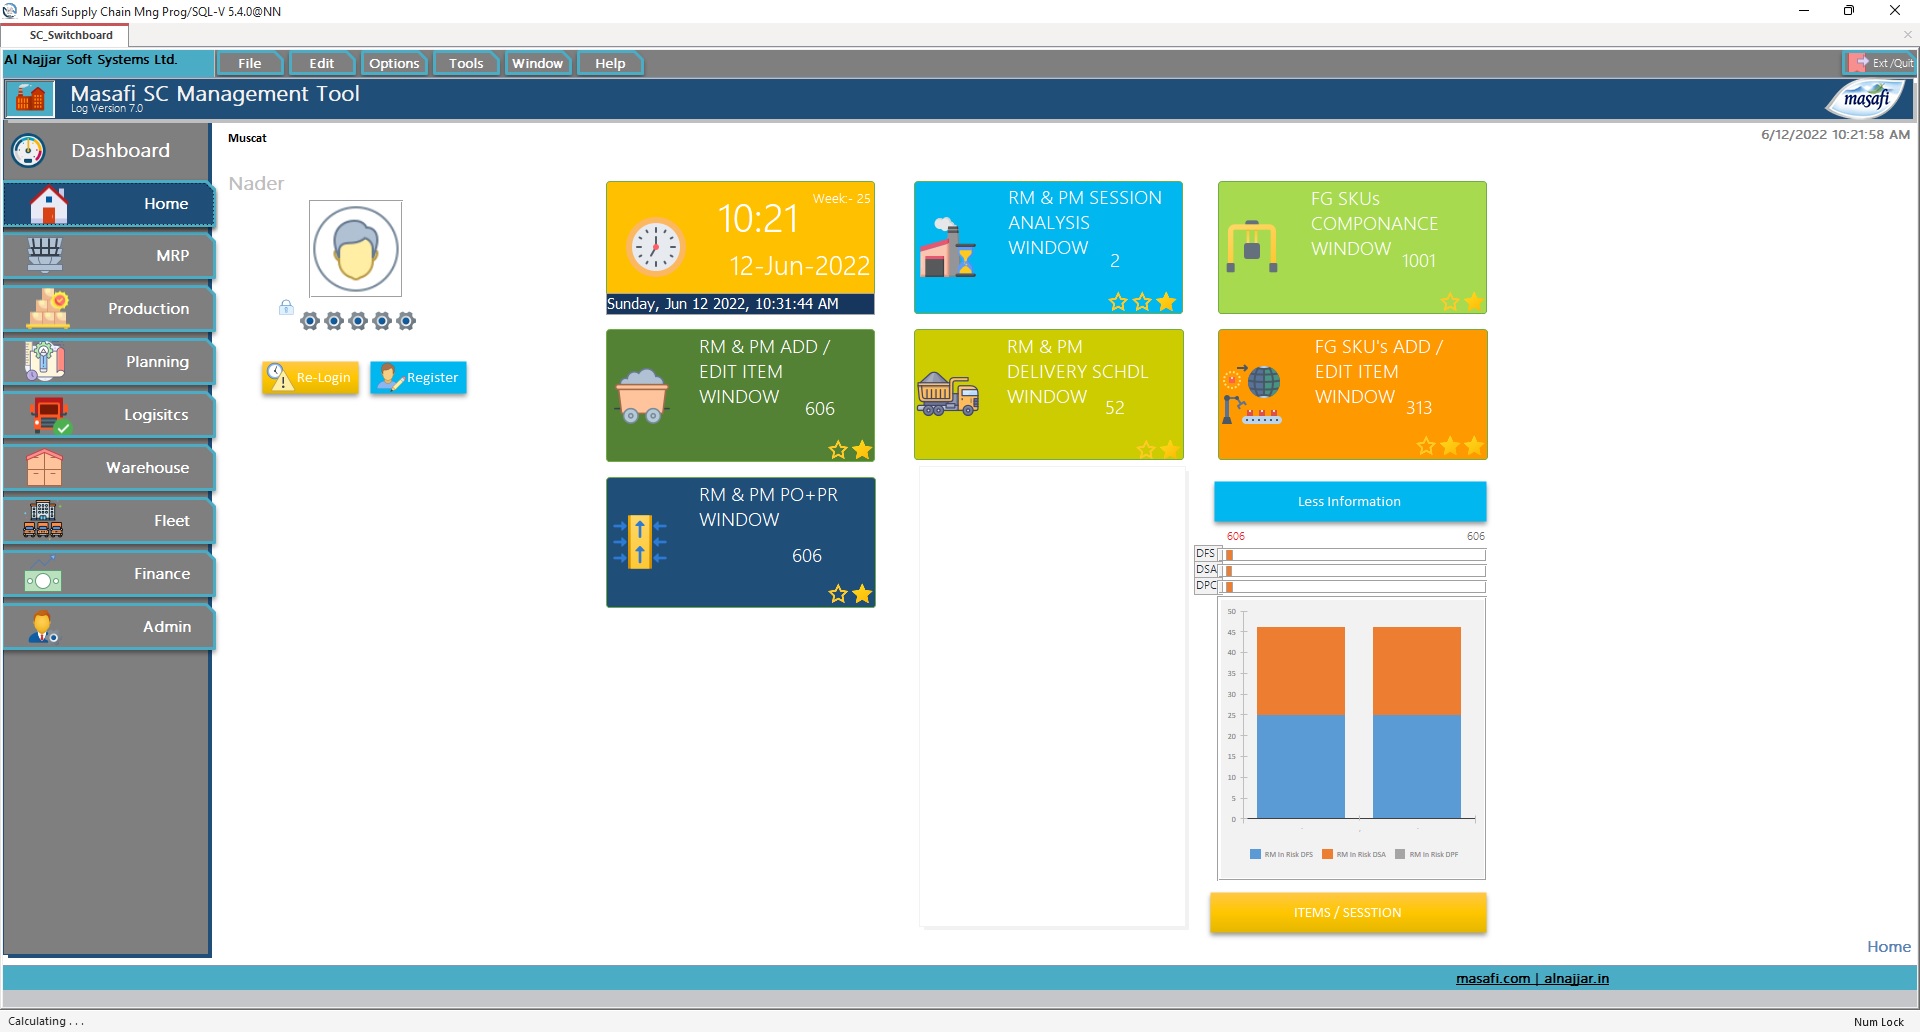 Masafi Supply Chain Mng Prog/SQL-V 5.4.0@NN
SC_Switchboard
Al Najjar Soft Systems Ltd.
File Edit Options Tools Window Help
Ext /Quit
Masafi SC Management Tool
Log Version 7.0
masafi
Dashboard
Muscat
6/12/2022 10:21:58 AM
Nader
Home
MRP
Production
Planning
Logisitcs
Warehouse
Fleet
Finance
Admin
Re-Login
Register
Week:- 25
10:21
12-Jun-2022
Sunday, Jun 12 2022, 10:31:44 AM
RM & PM SESSION
ANALYSIS
WINDOW
2
FG SKUs
COMPONANCE
WINDOW
1001
RM & PM ADD /
EDIT ITEM
WINDOW
606
RM & PM
DELIVERY SCHDL
WINDOW
52
FG SKU's ADD /
EDIT ITEM
WINDOW
313
RM & PM PO+PR
WINDOW
606
Less Information
606 606
DFS
DSA
DPC
50
45
40
35
30
25
20
15
10
5
0
RM In Risk DFS RM In Risk DSA RM In Risk DPF
ITEMS / SESSTION
Home
masafi.com | alnajjar.in
Calculating . . .
Num Lock